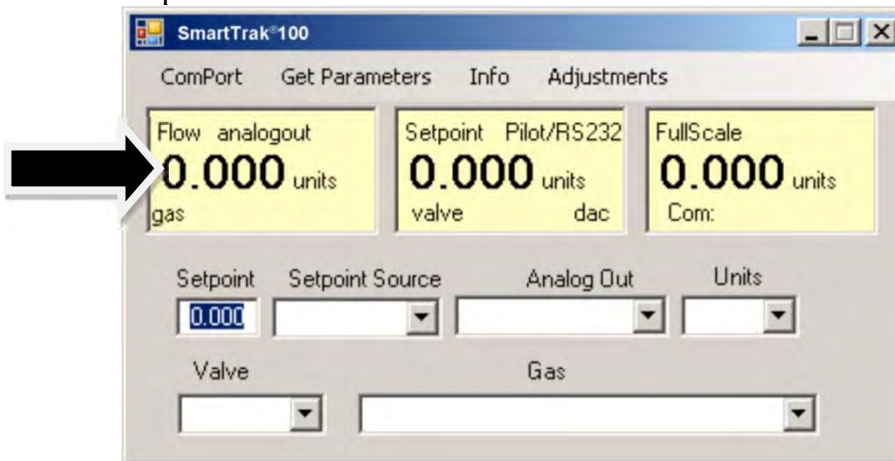 SmartTrak®100
ComPort Get Parameters Info Adjustments
Flow analogout
0.000 units
gas
Setpoint Pilot/RS232
0.000 units
valve dac
FullScale
0.000 units
Com:
Setpoint Setpoint Source Analog Out Units
0.000
Valve Gas